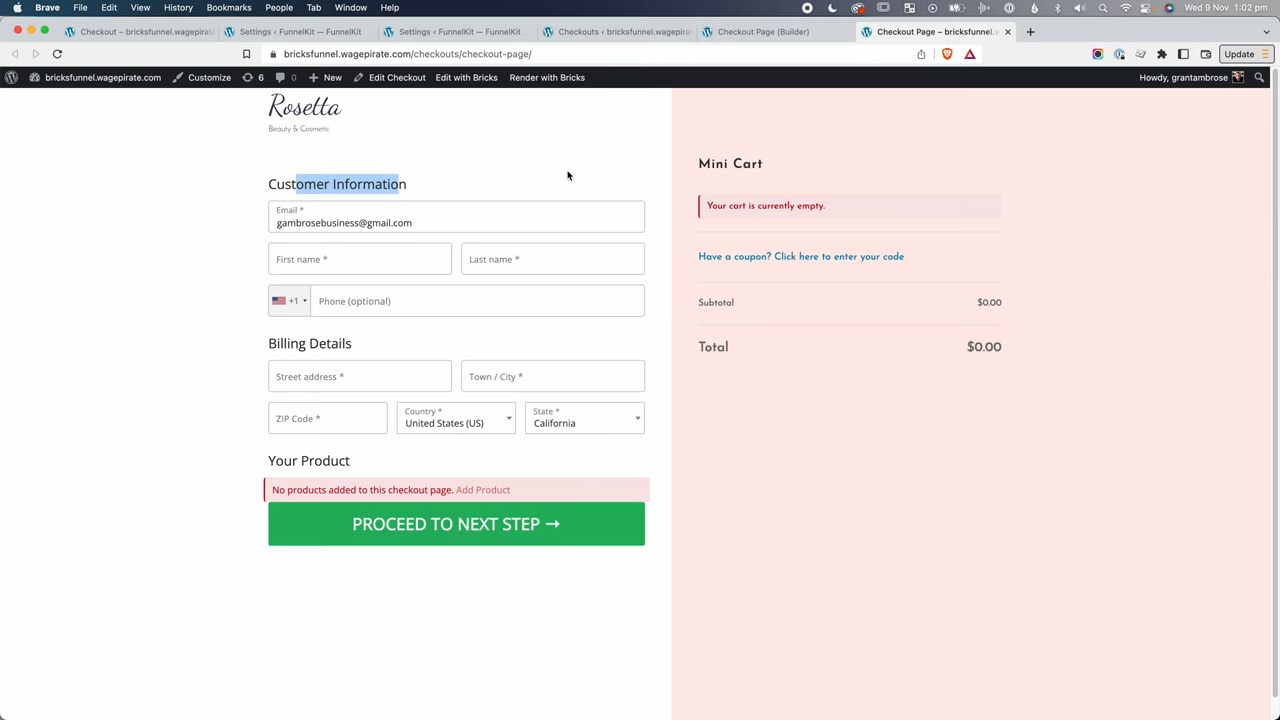 Brave File Edit View History Bookmarks People Tab Window Help Wed 9 Nov 1:02 PM
Checkout – bricksfunnel.wagepirate. Settings ‹ FunnelKit — FunnelKit Settings ‹ FunnelKit — FunnelKit Checkouts ‹ bricksfunnel.wagepirat Checkout Page (Builder) Checkout Page – bricksfunnel.w
bricksfunnel.wagepirate.com/checkouts/checkout-page/ Update
bricksfunnel.wagepirate.com Customize 6 0 New Edit Checkout Edit with Bricks Render with Bricks Howdy, grantambrose
Rosetta
Beauty & Cosmetic
Customer Information
Email *
gambrosebusiness@gmail.com
First name * Last name *
+1 Phone (optional)
Billing Details
Street address * Town / City *
ZIP Code * Country * State *
United States (US) California
Your Product
No products added to this checkout page. Add Product
PROCEED TO NEXT STEP →
Mini Cart
Your cart is currently empty.
Have a coupon? Click here to enter your code
Subtotal $0.00
Total $0.00